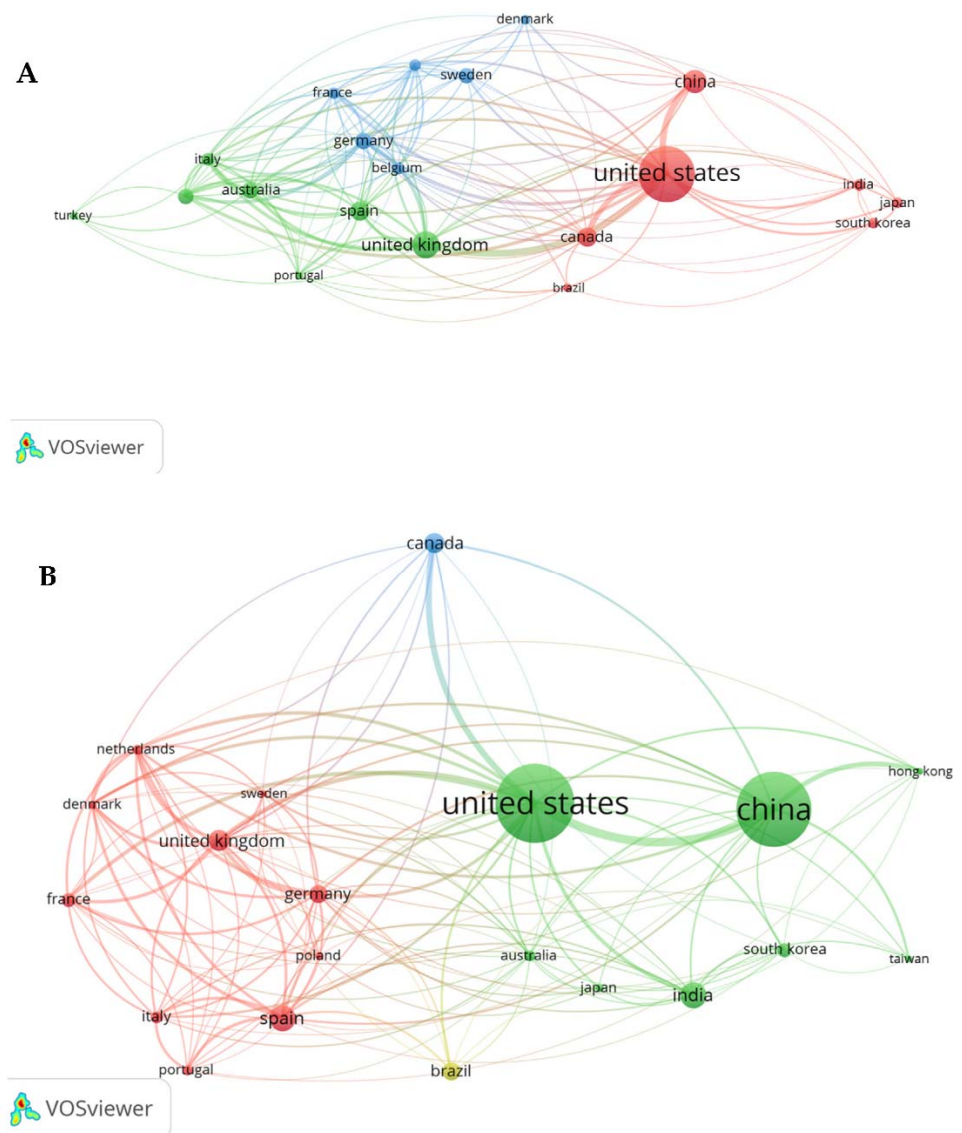 denmark
A
china
sweden
france
germany
italy
belgium
united states
australia
india
spain
japan
turkey
south korea
united kingdom
canada
portugal
brazil
VOSviewer
canada
B
netherlands
hong kong
sweden
denmark
united states
china
united kingdom
germany
france
south korea
poland
australia
taiwan
japan
india
italy
spain
portugal
brazil
VOSviewer